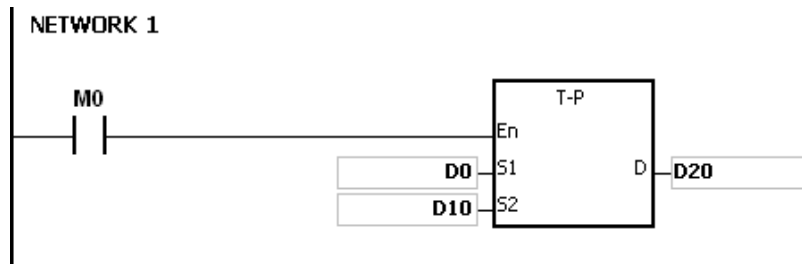 NETWORK 1
M0
T-P
En
D0 S1 D D20
D10 S2